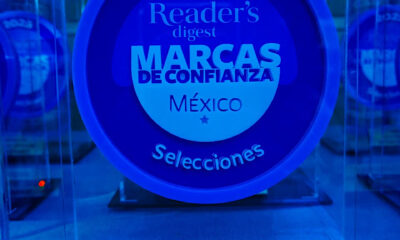 Reader's
digest
MARCAS
DE CONFIANZA
MÉXICO
Selecciones